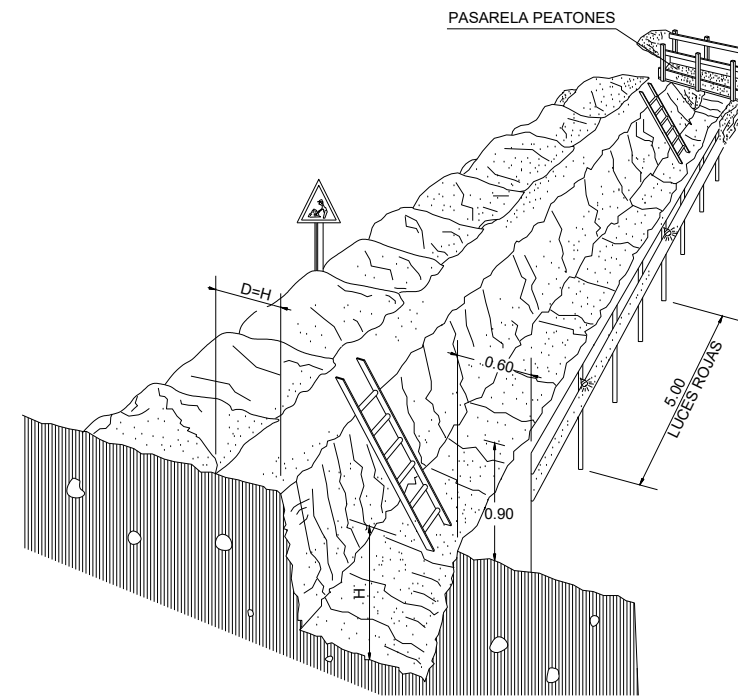 PASARELA PEATONES
D=H
0.60
5.00
LUCES ROJAS
0.90
H